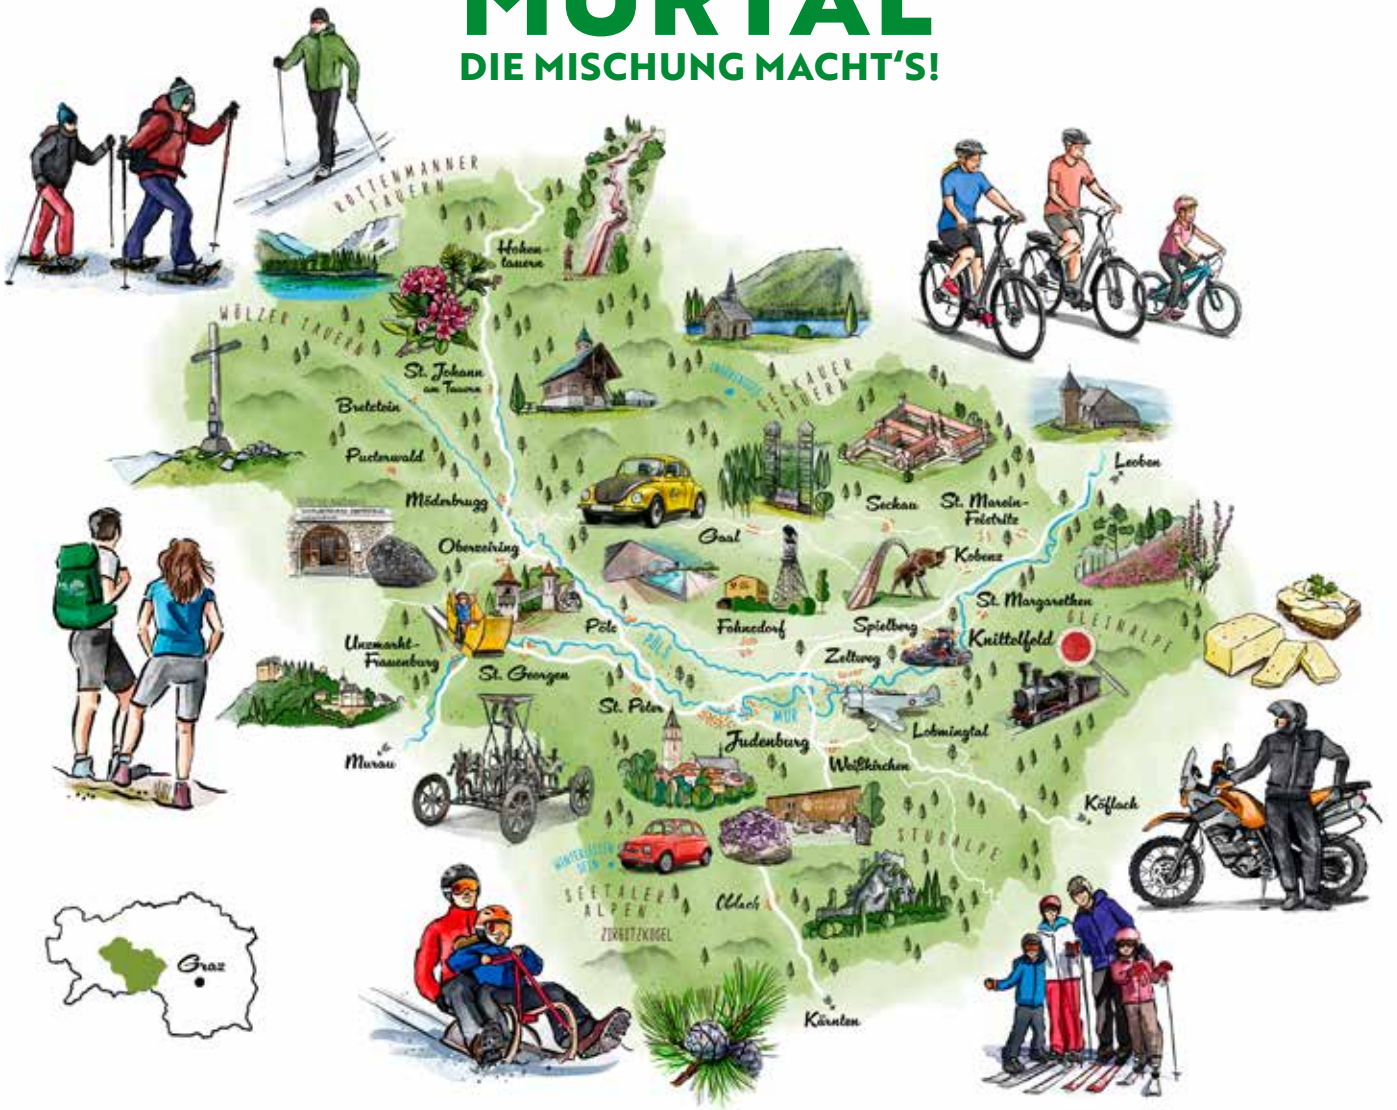 MURTAL
DIE MISCHUNG MACHT'S!
ROTTENMANNER
TAUERN
Hohen-
tauern
WÖLZER TAUERN
St. Johann
am Tauern
Bretstein
SECKAUER
TAUERN
Pusterwald
Leoben
Möderbrugg
Seckau
St. Marein-
Feistritz
Gaal
Oberzeiring
Kobenz
St. Margarethen
GLEINALPE
Pöls
PÖLS
Fohnsdorf
Spielberg
Knittelfeld
Unzmarkt-
Frauenburg
Zeltweg
St. Georgen
St. Peter
MUR
Lobmingtal
Judenburg
Murau
Weißkirchen
Köflach
STUBALPE
SEETALER
ALPEN
Obdach
ZIRBITZKOGEL
Graz
Kärnten